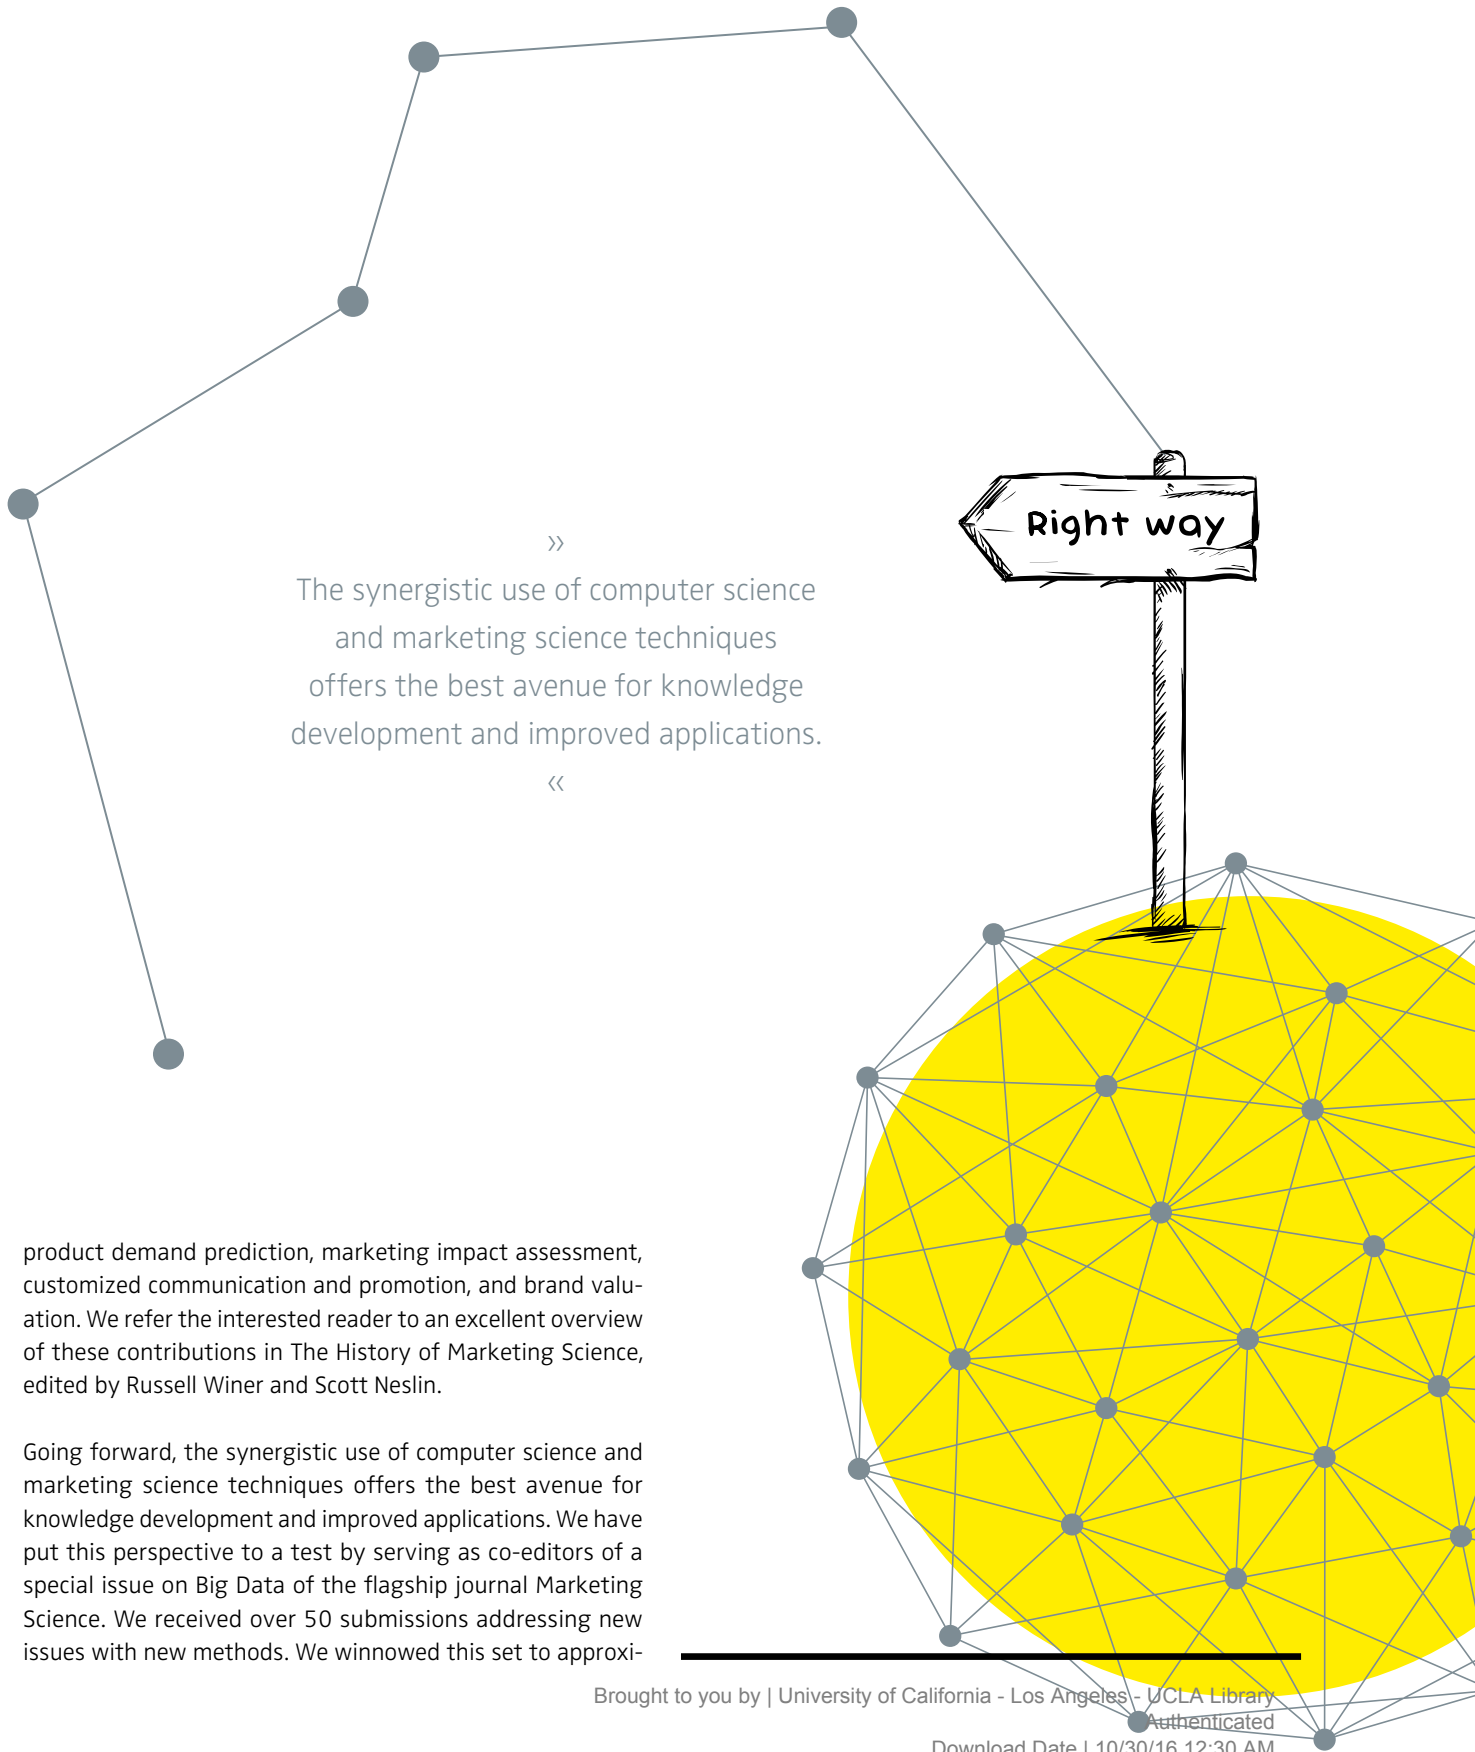 Right way
»
The synergistic use of computer science
and marketing science techniques
offers the best avenue for knowledge
development and improved applications.
«
product demand prediction, marketing impact assessment,
customized communication and promotion, and brand valu-
ation. We refer the interested reader to an excellent overview
of these contributions in The History of Marketing Science,
edited by Russell Winer and Scott Neslin.
Going forward, the synergistic use of computer science and
marketing science techniques offers the best avenue for
knowledge development and improved applications. We have
put this perspective to a test by serving as co-editors of a
special issue on Big Data of the flagship journal Marketing
Science. We received over 50 submissions addressing new
issues with new methods. We winnowed this set to approxi-
Brought to you by | University of California - Los Angeles - UCLA Library
Authenticated
Download Date | 10/30/16 12:30 AM